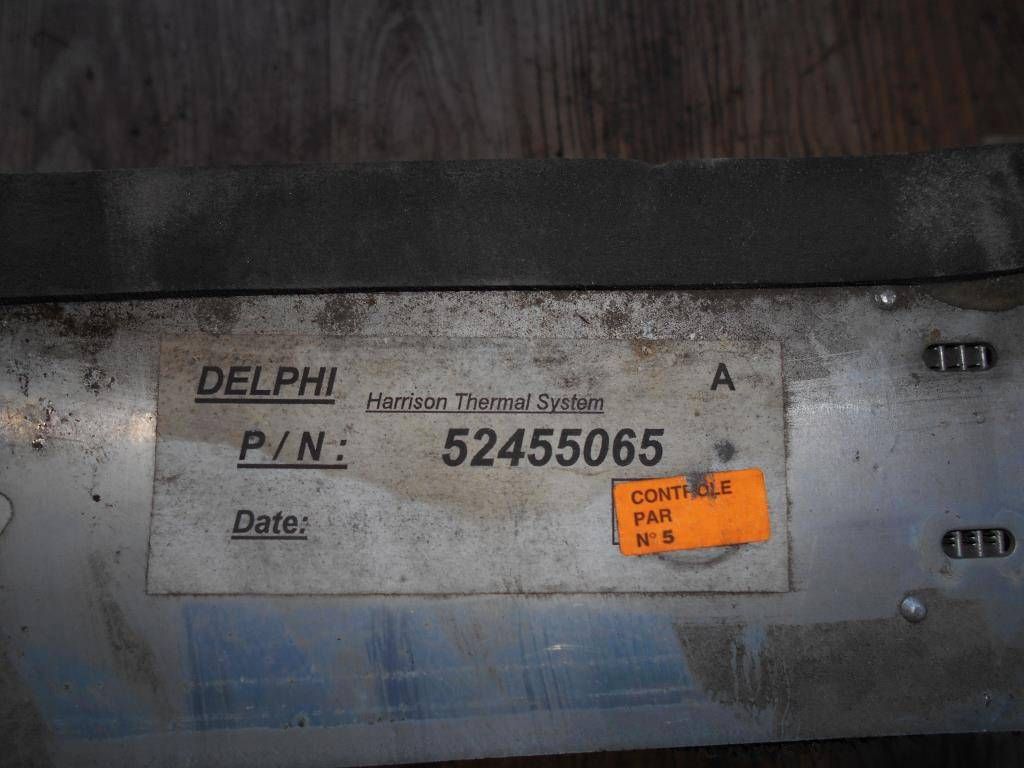 DELPHI
Harrison Thermal System
A
P/N: 52455065
Date:
CONTROLE
PAR
N° 5